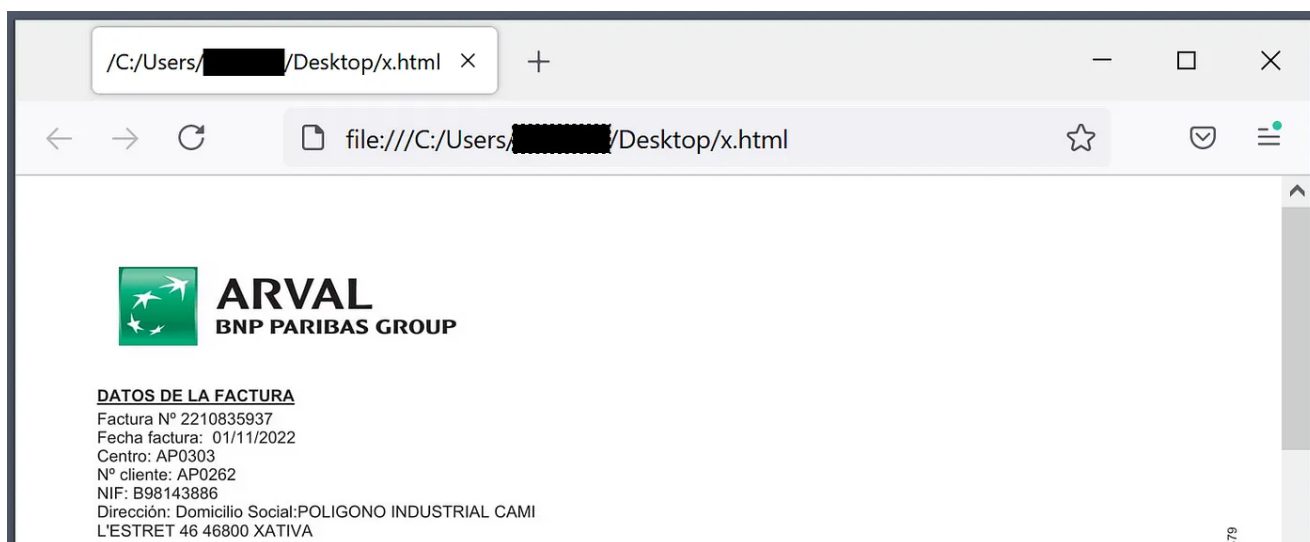 /C:/Users/ /Desktop/x.html
file:///C:/Users/ /Desktop/x.html
ARVAL
BNP PARIBAS GROUP
DATOS DE LA FACTURA
Factura Nº 2210835937
Fecha factura: 01/11/2022
Centro: AP0303
Nº cliente: AP0262
NIF: B98143886
Dirección: Domicilio Social:POLIGONO INDUSTRIAL CAMI
L'ESTRET 46 46800 XATIVA
79